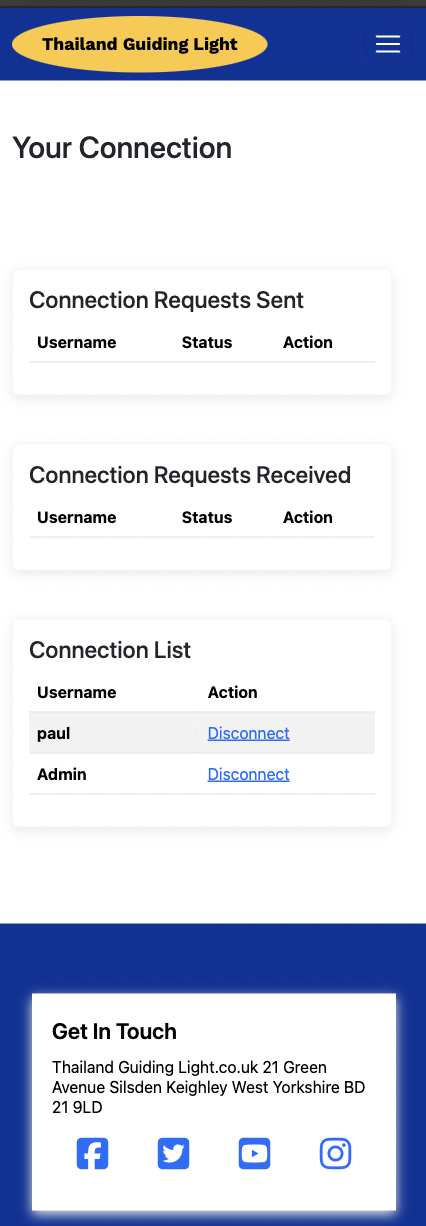 Thailand Guiding Light
Your Connection
Connection Requests Sent
Username Status Action
Connection Requests Received
Username Status Action
Connection List
Username Action
paul Disconnect
Admin Disconnect
Get In Touch
Thailand Guiding Light.co.uk 21 Green
Avenue Silsden Keighley West Yorkshire BD
21 9LD